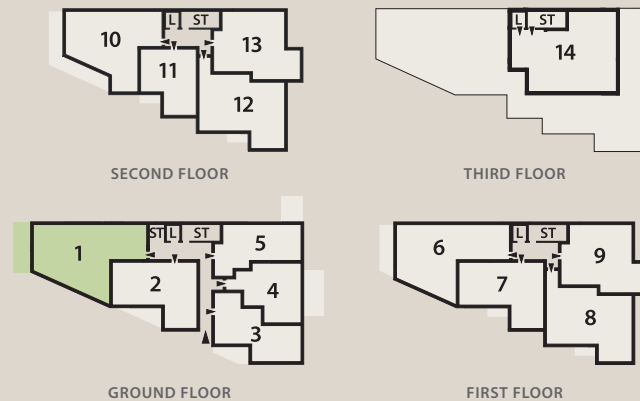 L ST
10
13
11
12
SECOND FLOOR
L ST
14
THIRD FLOOR
ST L ST
1
5
2
4
3
GROUND FLOOR
L ST
6
9
7
8
FIRST FLOOR